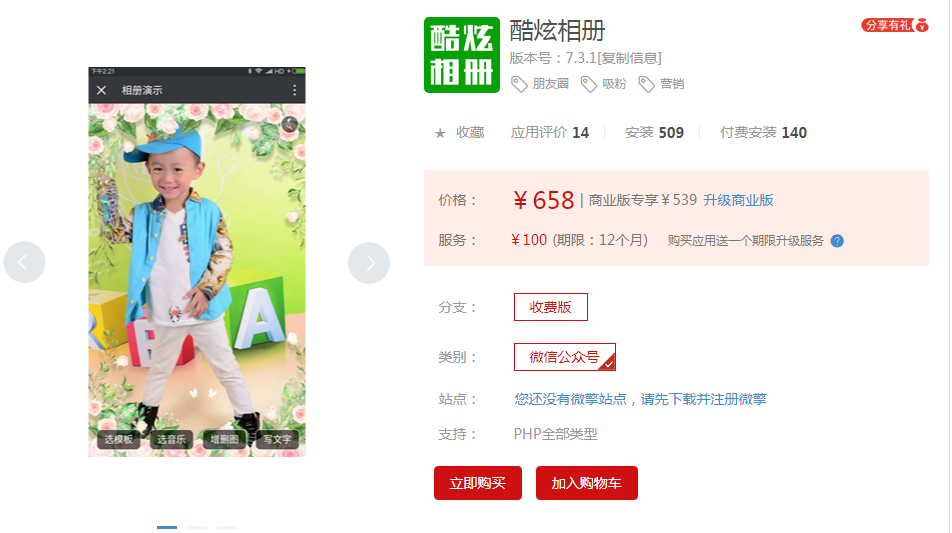 下午2:21
HD
相册演示
选模板
选音乐
增删图
写文字
酷炫
相册
酷炫相册
分享有礼
版本号：7.3.1[复制信息]
朋友圈 吸粉 营销
收藏 应用评价 14 安装 509 付费安装 140
价格： ￥658 | 商业版专享￥539 升级商业版
服务： ￥100 (期限：12个月) 购买应用送一个期限升级服务 ?
分支： 收费版
类别： 微信公众号
站点： 您还没有微擎站点，请先下载并注册微擎
支持： PHP全部类型
立即购买 加入购物车